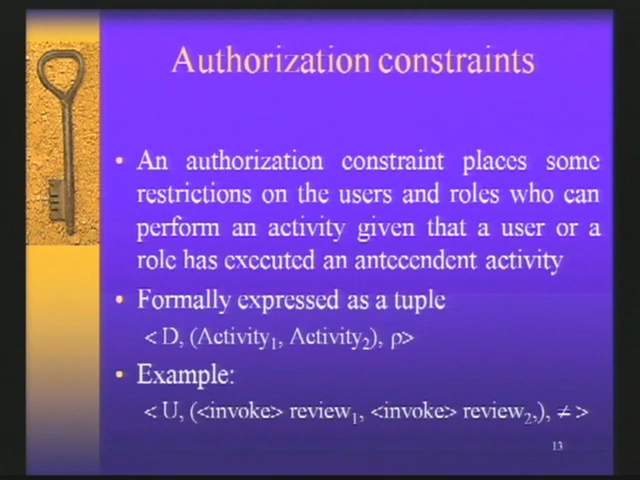 Authorization constraints
• An authorization constraint places some
restrictions on the users and roles who can
perform an activity given that a user or a
role has executed an antecendent activity
• Formally expressed as a tuple
< D, (Activity₁, Activity₂), ρ>
• Example:
< U, (<invoke> review₁, <invoke> review₂,), ≠ >
13